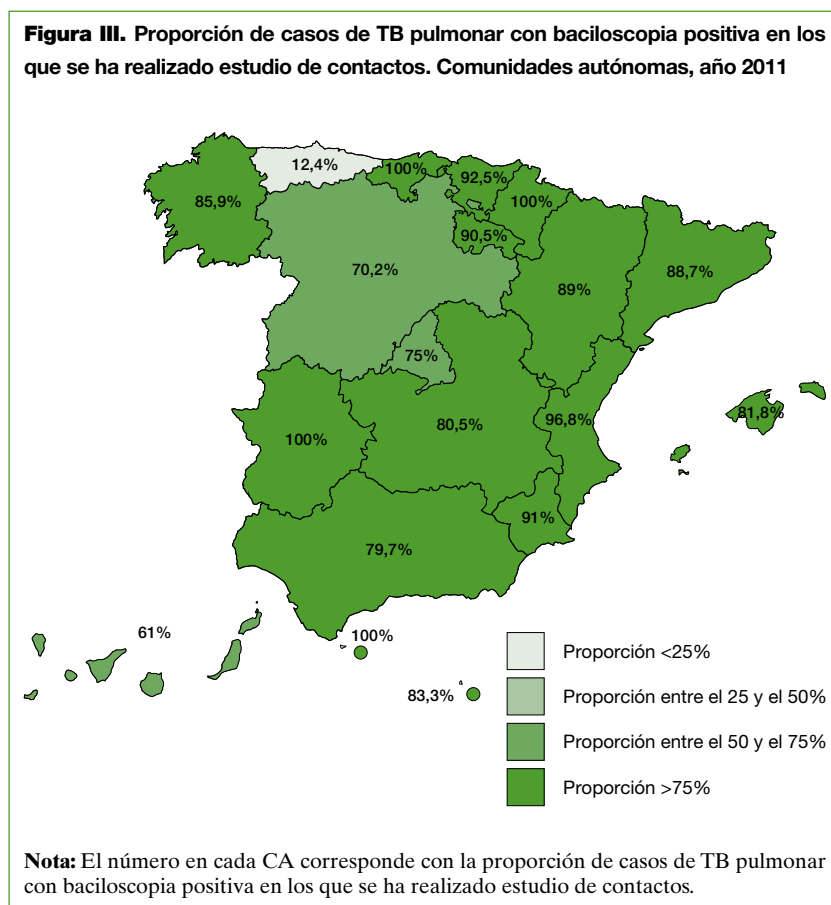 Figura III. Proporción de casos de TB pulmonar con baciloscopia positiva en los
que se ha realizado estudio de contactos. Comunidades autónomas, año 2011
12,4%
100%
92,5%
85,9%
100%
90,5%
70,2%
89%
88,7%
75%
81,8%
96,8%
80,5%
100%
91%
79,7%
61%
100%
83,3%
Proporción <25%
Proporción entre el 25 y el 50%
Proporción entre el 50 y el 75%
Proporción >75%
Nota: El número en cada CA corresponde con la proporción de casos de TB pulmonar
con baciloscopia positiva en los que se ha realizado estudio de contactos.